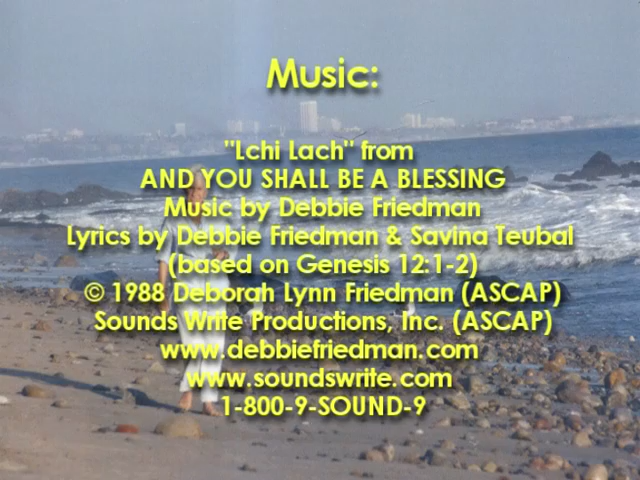 Music:
"Lchi Lach" from
AND YOU SHALL BE A BLESSING
Music by Debbie Friedman
Lyrics by Debbie Friedman & Savina Teubal
(based on Genesis 12:1-2)
© 1988 Deborah Lynn Friedman (ASCAP)
Sounds Write Productions, Inc. (ASCAP)
www.debbiefriedman.com
www.soundswrite.com
1-800-9-SOUND-9